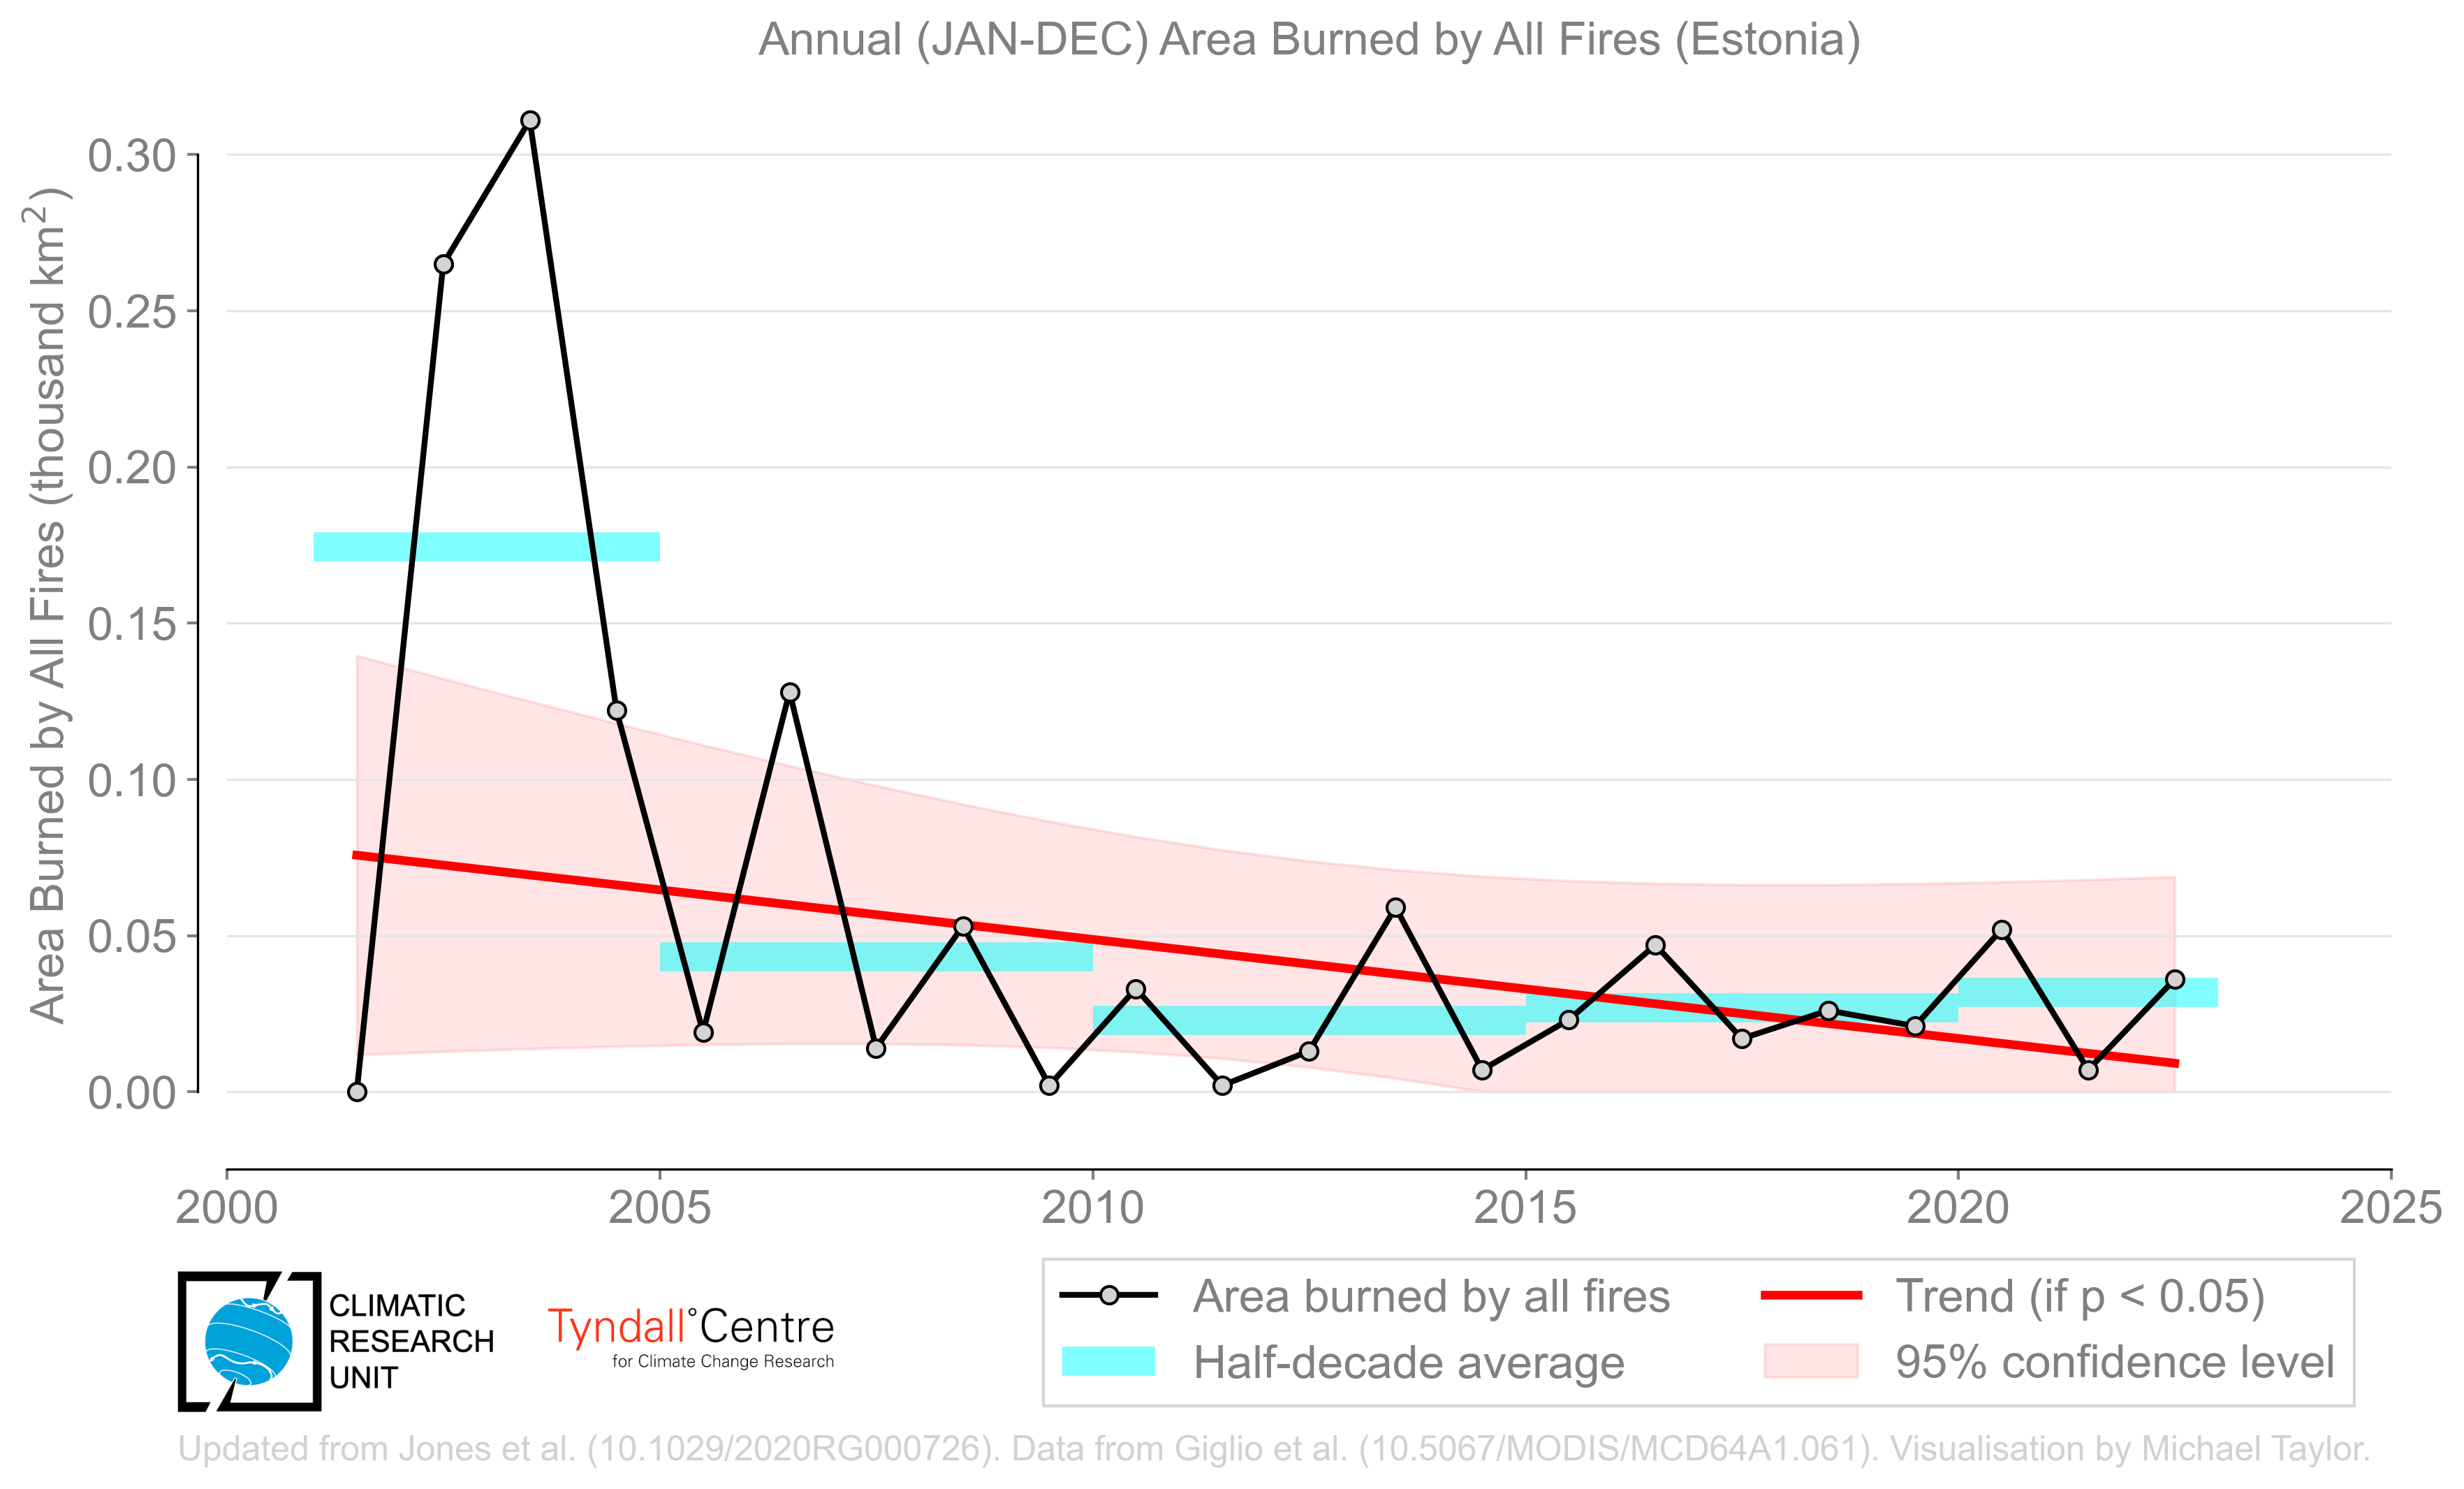 Annual (JAN-DEC) Area Burned by All Fires (Estonia)
Area Burned by All Fires (thousand km²)
0.30
0.25
0.20
0.15
0.10
0.05
0.00
2000 2005 2010 2015 2020 2025
CLIMATIC
RESEARCH
UNIT
Tyndall°Centre
for Climate Change Research
Area burned by all fires
Half-decade average
Trend (if p < 0.05)
95% confidence level
Updated from Jones et al. (10.1029/2020RG000726). Data from Giglio et al. (10.5067/MODIS/MCD64A1.061). Visualisation by Michael Taylor.